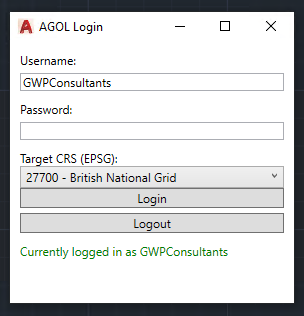 AGOL Login
Username:
GWPConsultants
Password:
Target CRS (EPSG):
27700 - British National Grid
Login
Logout
Currently logged in as GWPConsultants